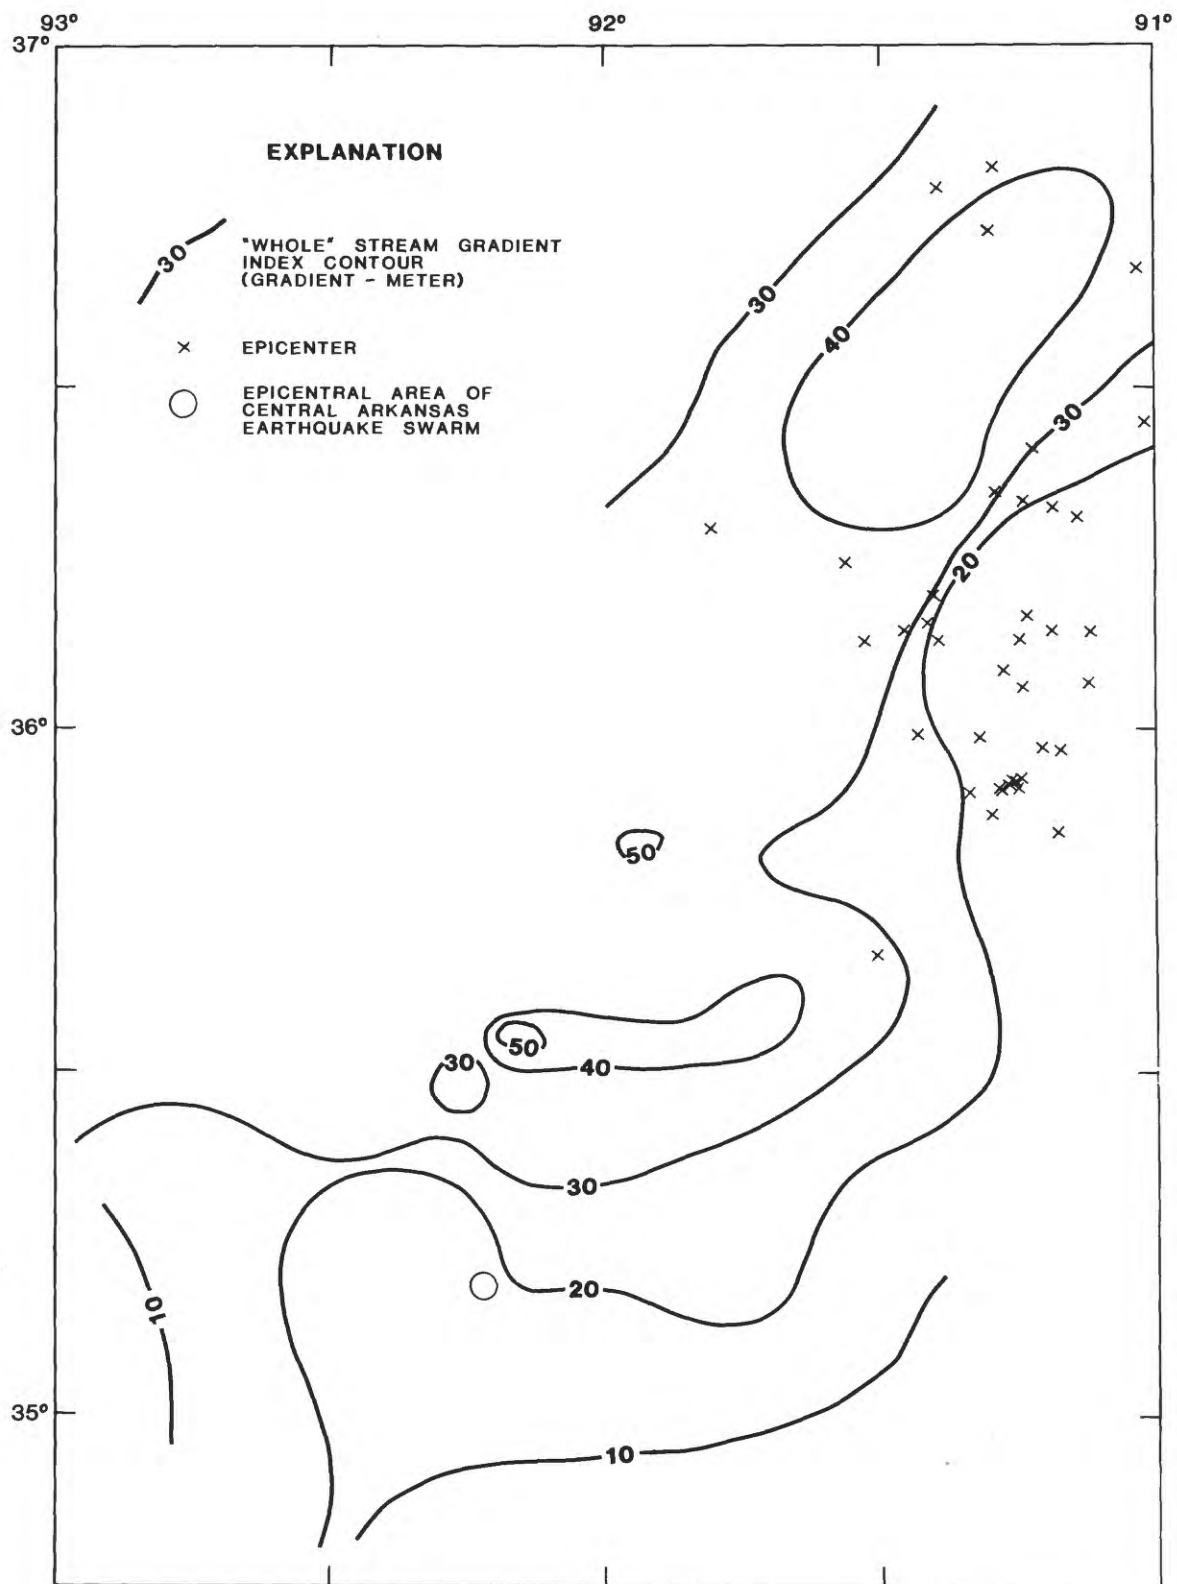 93° 92° 91°
37°
EXPLANATION
30
"WHOLE" STREAM GRADIENT
INDEX CONTOUR
(GRADIENT - METER)
EPICENTER
EPICENTRAL AREA OF
CENTRAL ARKANSAS
EARTHQUAKE SWARM
30
40
30
20
36°
50
50
30
40
30
20
10
35°
10